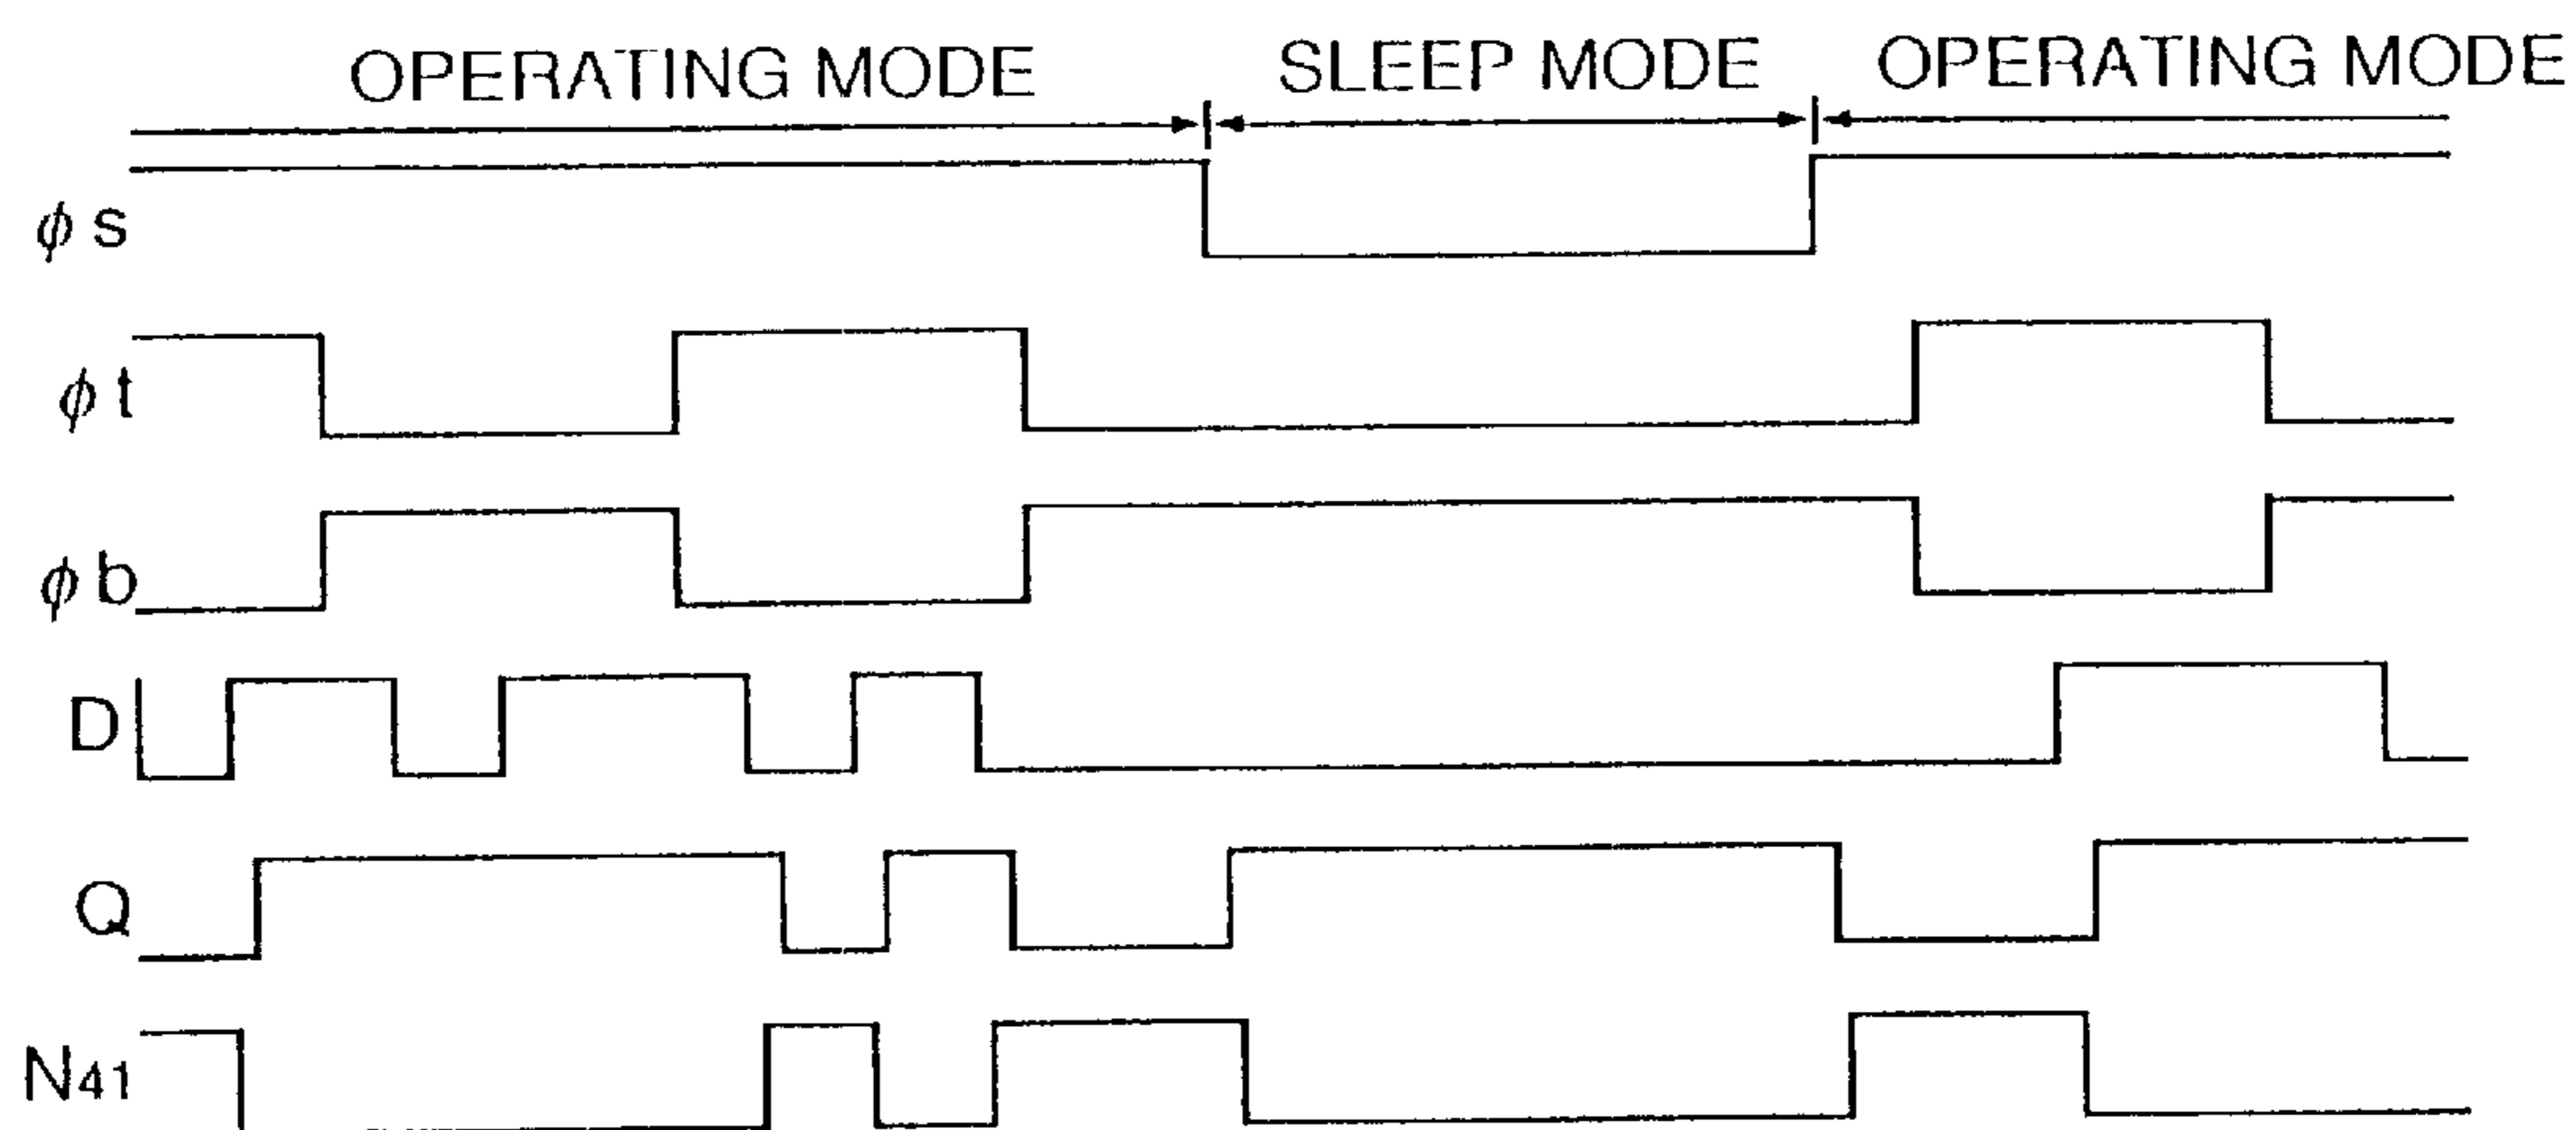 OPERATING MODE SLEEP MODE OPERATING MODE
ϕ s
ϕ t
ϕ b
D
Q
N41